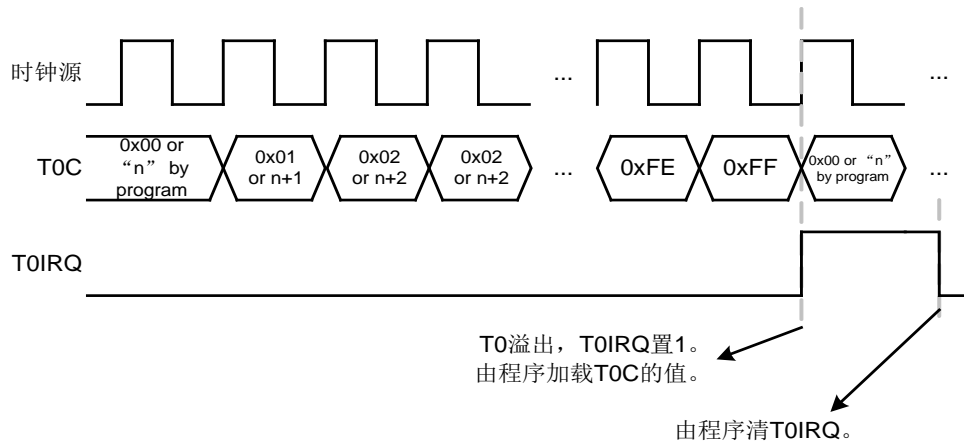 时钟源
...
...
T0C
0x00 or
“n” by
program
0x01
or n+1
0x02
or n+2
0x02
or n+2
...
0xFE
0xFF
0x00 or “n”
by program
...
T0IRQ
T0溢出，T0IRQ置1。
由程序加载T0C的值。
由程序清T0IRQ。